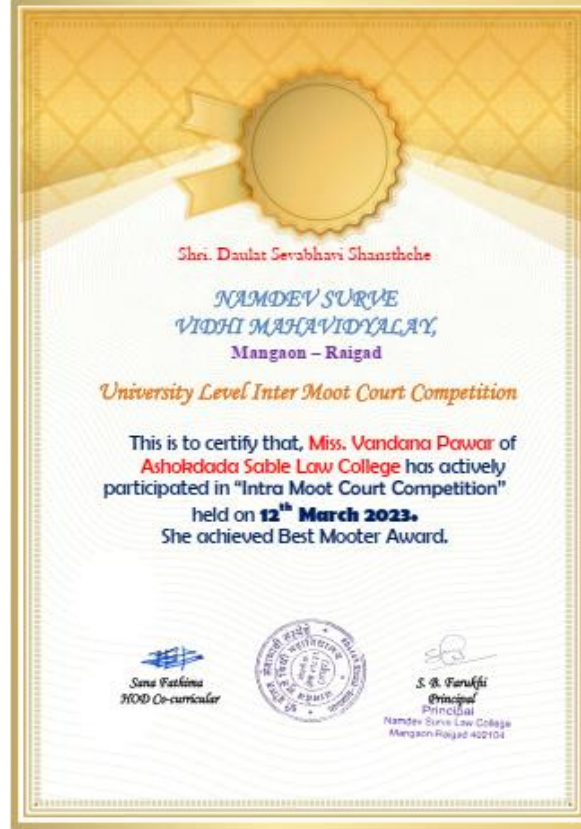 Shri. Daulat Sevabhavi Shansthche
NAMDEV SURVE
VIDHI MAHAVIDYALAY,
Mangaon – Raigad
University Level Inter Moot Court Competition
This is to certify that, Miss. Vandana Pawar of
Ashokdada Sable Law College has actively
participated in “Intra Moot Court Competition”
held on 12th March 2023.
She achieved Best Mooter Award.
Sana Fathima
HOD Co-curricular
S. B. Farukhi
Principal
Principal
Namdev Surve Law College
Mangaon-Raigad 402104